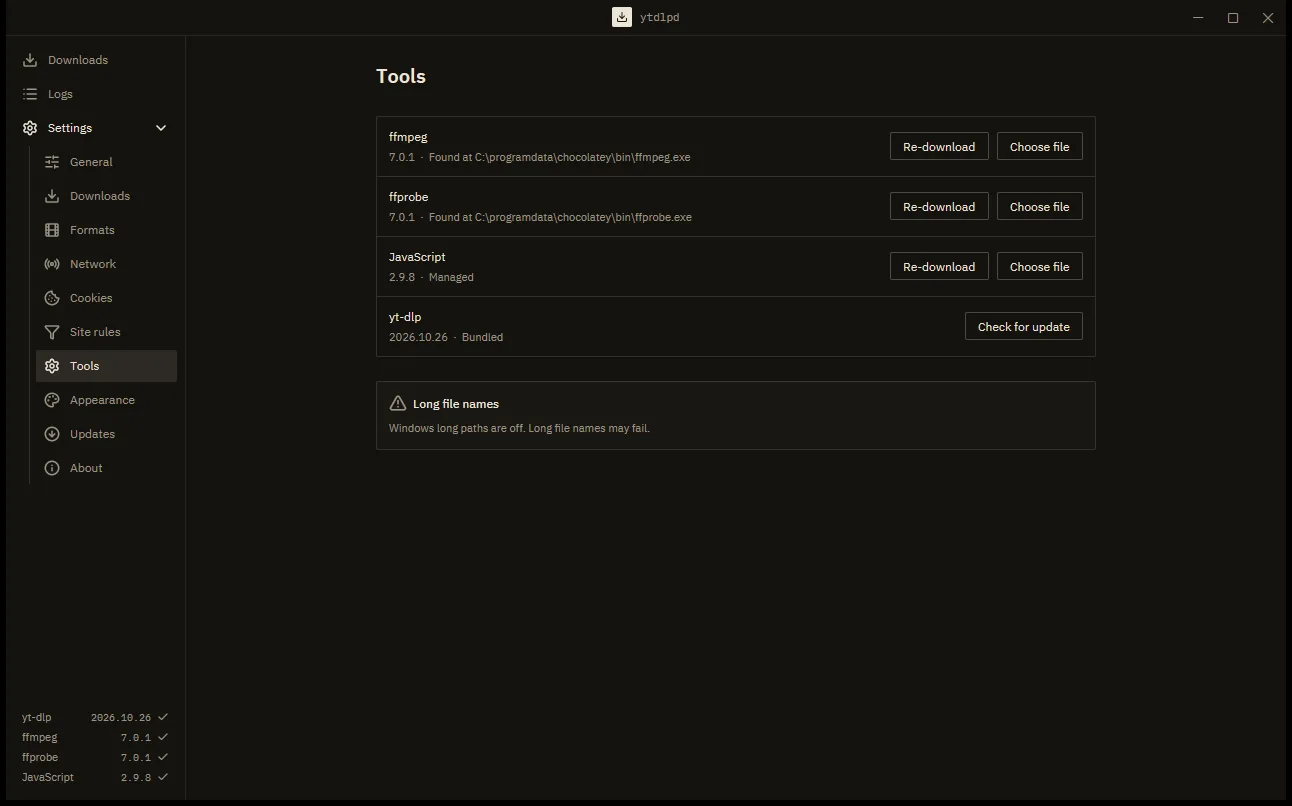 ytdlpd
Downloads
Logs
Settings
General
Downloads
Formats
Network
Cookies
Site rules
Tools
Appearance
Updates
About
yt-dlp 2026.10.26
ffmpeg 7.0.1
ffprobe 7.0.1
JavaScript 2.9.8
Tools
ffmpeg
7.0.1 · Found at C:\programdata\chocolatey\bin\ffmpeg.exe
Re-download Choose file
ffprobe
7.0.1 · Found at C:\programdata\chocolatey\bin\ffprobe.exe
Re-download Choose file
JavaScript
2.9.8 · Managed
Re-download Choose file
yt-dlp
2026.10.26 · Bundled
Check for update
Long file names
Windows long paths are off. Long file names may fail.